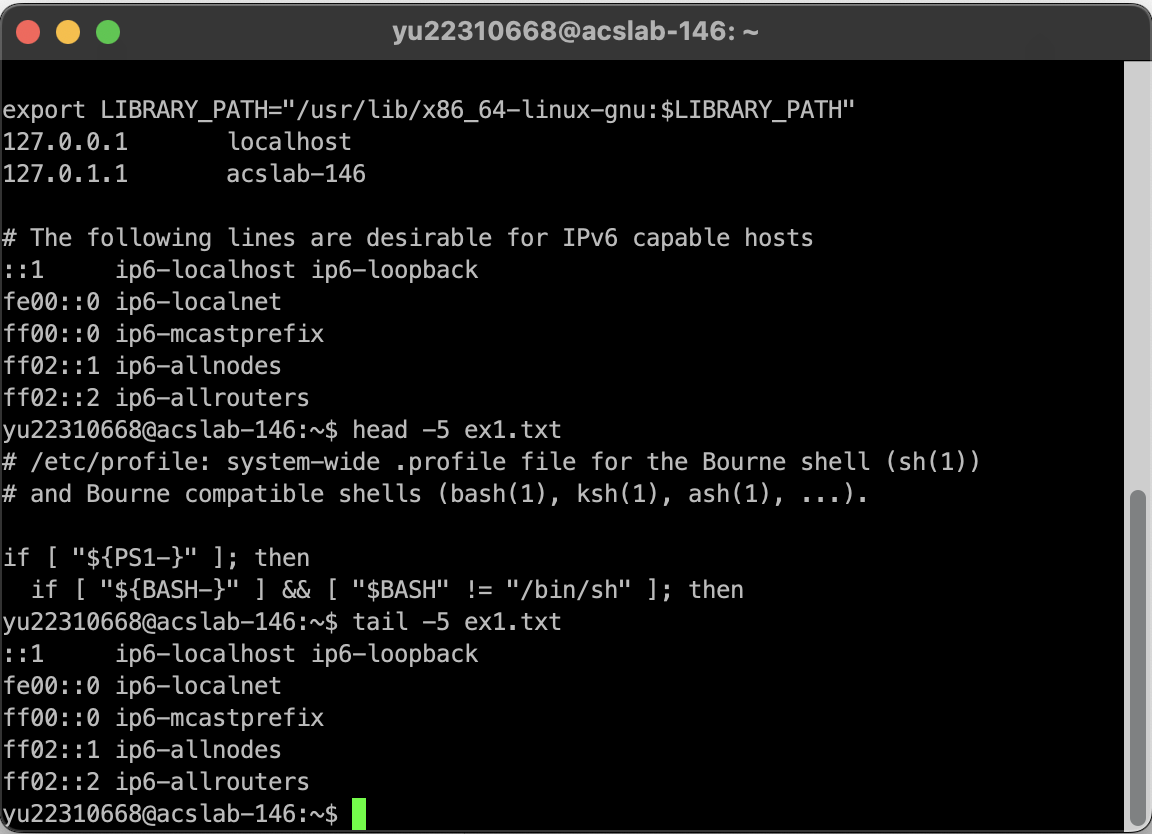 yu22310668@acslab-146: ~
export LIBRARY_PATH="/usr/lib/x86_64-linux-gnu:$LIBRARY_PATH"
127.0.0.1       localhost
127.0.1.1       acslab-146
# The following lines are desirable for IPv6 capable hosts
::1     ip6-localhost ip6-loopback
fe00::0 ip6-localnet
ff00::0 ip6-mcastprefix
ff02::1 ip6-allnodes
ff02::2 ip6-allrouters
yu22310668@acslab-146:~$ head -5 ex1.txt
# /etc/profile: system-wide .profile file for the Bourne shell (sh(1))
# and Bourne compatible shells (bash(1), ksh(1), ash(1), ...).
if [ "${PS1-}" ]; then
  if [ "${BASH-}" ] && [ "$BASH" != "/bin/sh" ]; then
yu22310668@acslab-146:~$ tail -5 ex1.txt
::1     ip6-localhost ip6-loopback
fe00::0 ip6-localnet
ff00::0 ip6-mcastprefix
ff02::1 ip6-allnodes
ff02::2 ip6-allrouters
yu22310668@acslab-146:~$